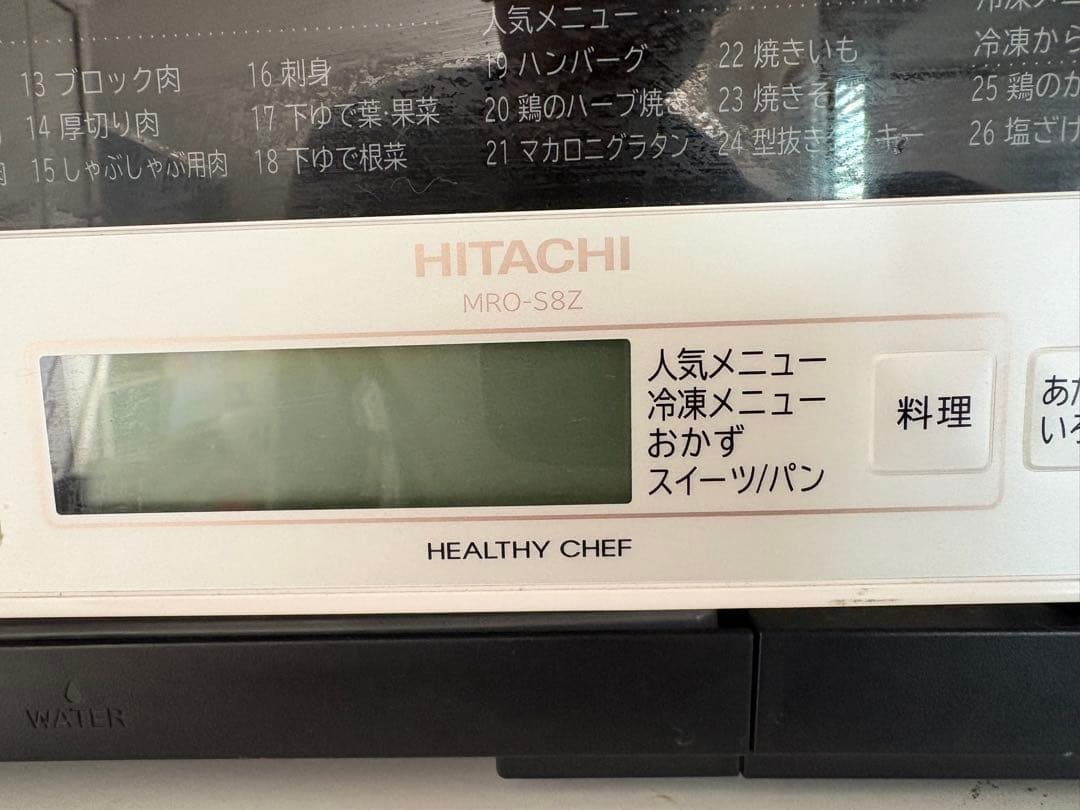 人気メニュー
冷凍から
13 ブロック肉
14 厚切り肉
肉 15 しゃぶしゃぶ用肉
16 刺身
17 下ゆで葉・果菜
18 下ゆで根菜
19 ハンバーグ
20 鶏のハーブ焼き
21 マカロニグラタン
22 焼きいも
23 焼きそ
24 型抜き キー
25 鶏のか
26 塩ざけ
HITACHI
MRO-S8Z
人気メニュー
冷凍メニュー
おかず
スイーツ/パン
料理
HEALTHY CHEF
WATER